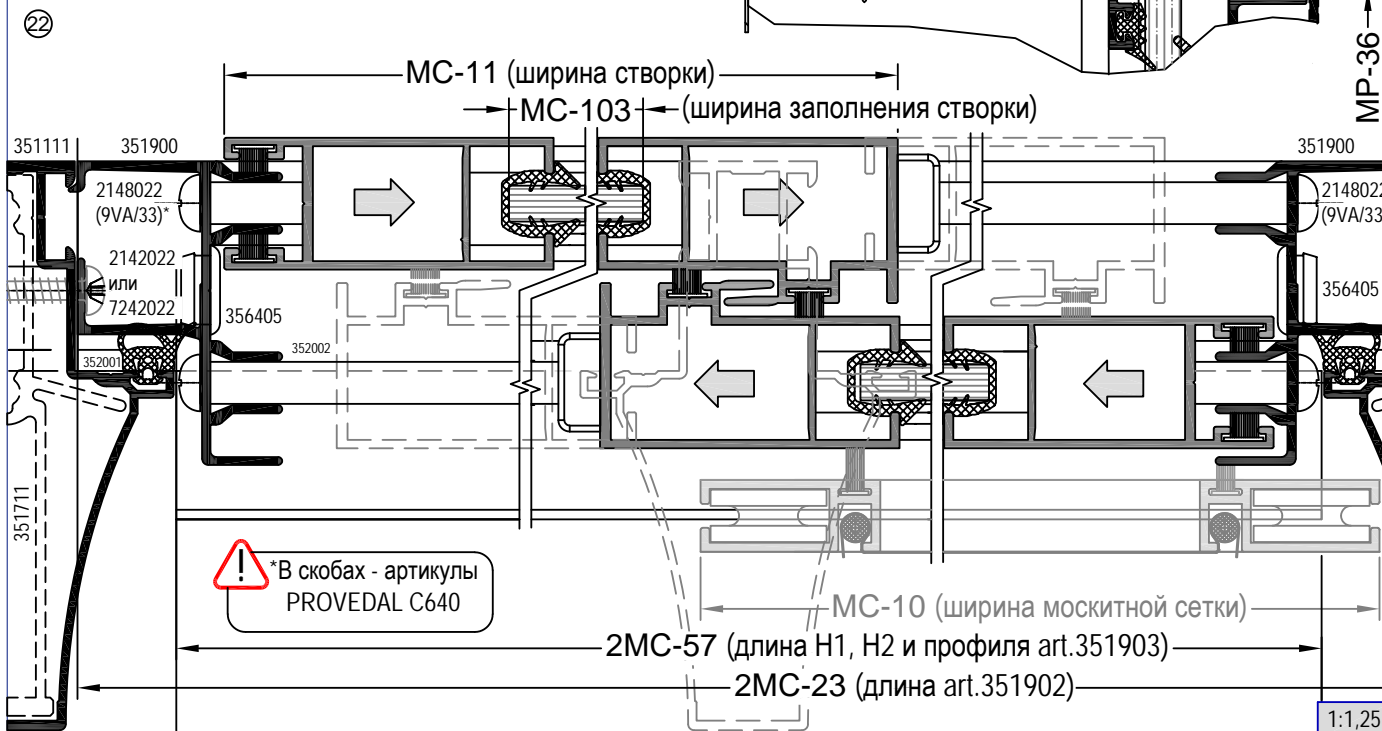 22
МР-36
МС-11 (ширина створки)
МС-103 (ширина заполнения створки)
351111
351900
351900
2148022
(9VA/33)*
2148022
(9VA/33
2142022
или
7242022
356405
356405
352001
352002
351711
!
*В скобах - артикулы
PROVEDAL C640
МС-10 (ширина москитной сетки)
2МС-57 (длина Н1, Н2 и профиля art.351903)
2МС-23 (длина art.351902)
1:1,25